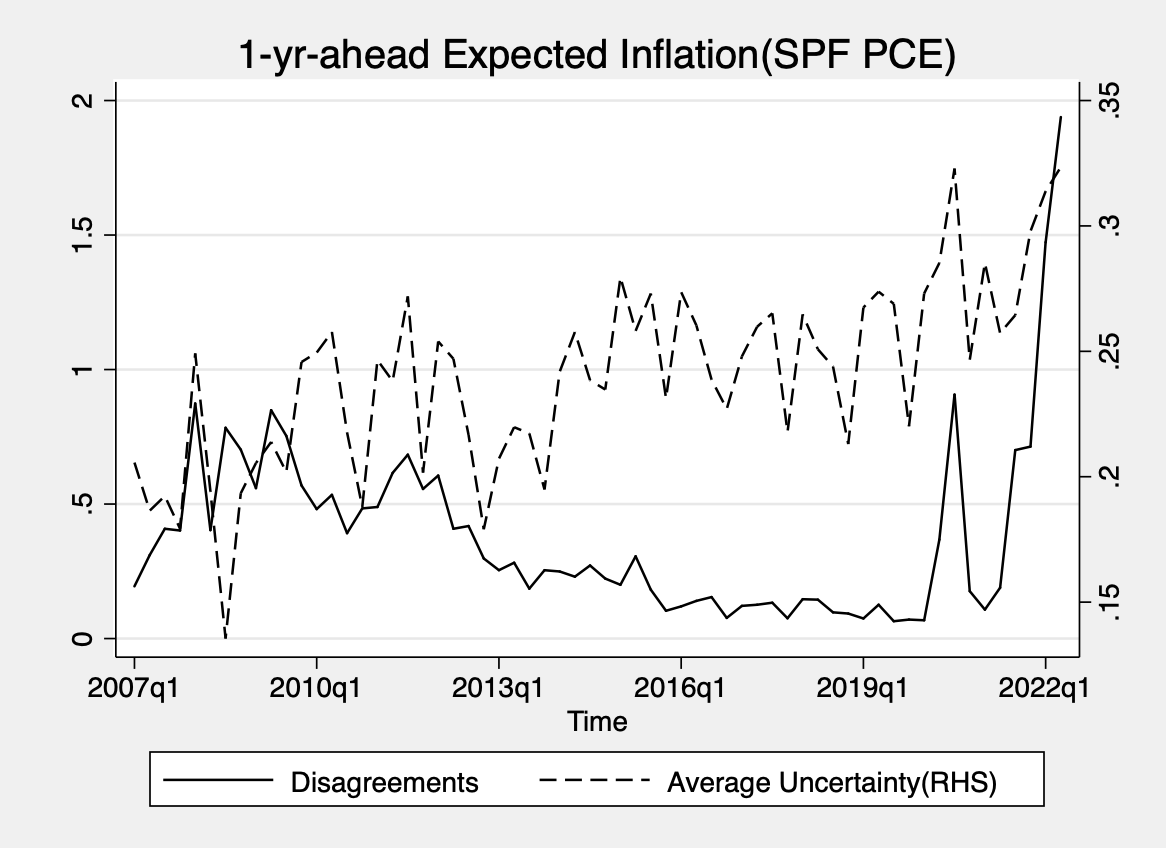 1-yr-ahead Expected Inflation(SPF PCE)
2
1.5
1
.5
0
.35
.3
.25
.2
.15
2007q1 2010q1 2013q1 2016q1 2019q1 2022q1
Time
Disagreements Average Uncertainty(RHS)